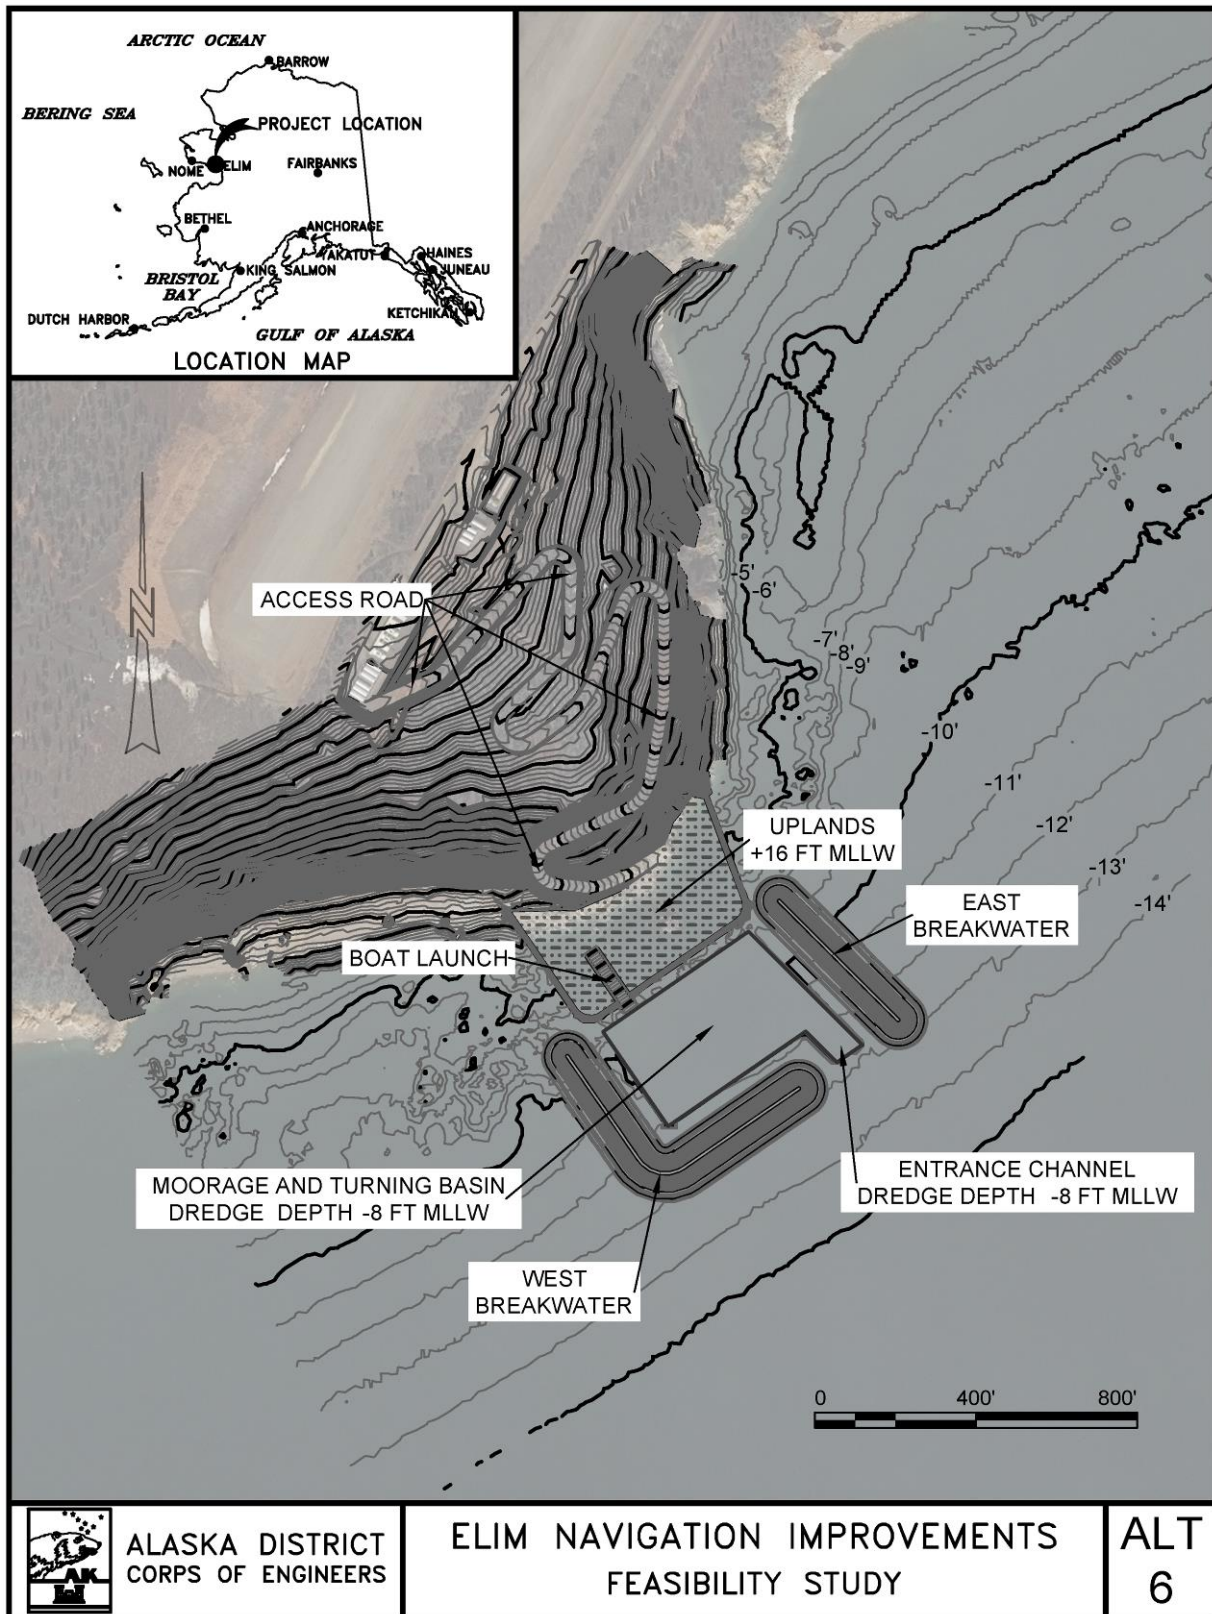 ARCTIC OCEAN
BARROW
BERING SEA
PROJECT LOCATION
NOME
ELIM
FAIRBANKS
BETHEL
ANCHORAGE
YAKATUT
HAINES
BRISTOL
BAY
KING SALMON
JUNEAU
DUTCH HARBOR
KETCHIKAN
GULF OF ALASKA
LOCATION MAP
N
ACCESS ROAD
-5'
-6'
-7'
-8'
-9'
-10'
-11'
-12'
-13'
-14'
UPLANDS
+16 FT MLLW
EAST
BREAKWATER
BOAT LAUNCH
MOORAGE AND TURNING BASIN
DREDGE DEPTH -8 FT MLLW
ENTRANCE CHANNEL
DREDGE DEPTH -8 FT MLLW
WEST
BREAKWATER
0 400' 800'
AK
ALASKA DISTRICT
CORPS OF ENGINEERS
ELIM NAVIGATION IMPROVEMENTS
FEASIBILITY STUDY
ALT
6